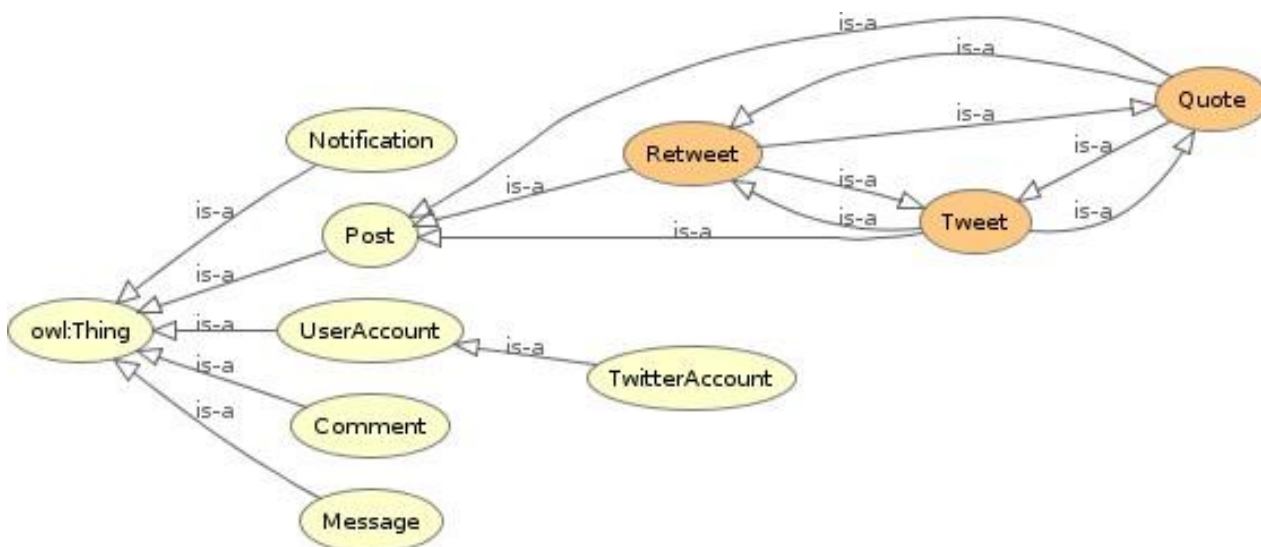 is-a
is-a
Quote
is-a
Notification
is-a
Retweet
is-a
is-a
is-a
is-a
is-a
is-a
Tweet
Post
is-a
is-a
owl:Thing
is-a
UserAccount
is-a
TwitterAccount
is-a
is-a
Comment
Message